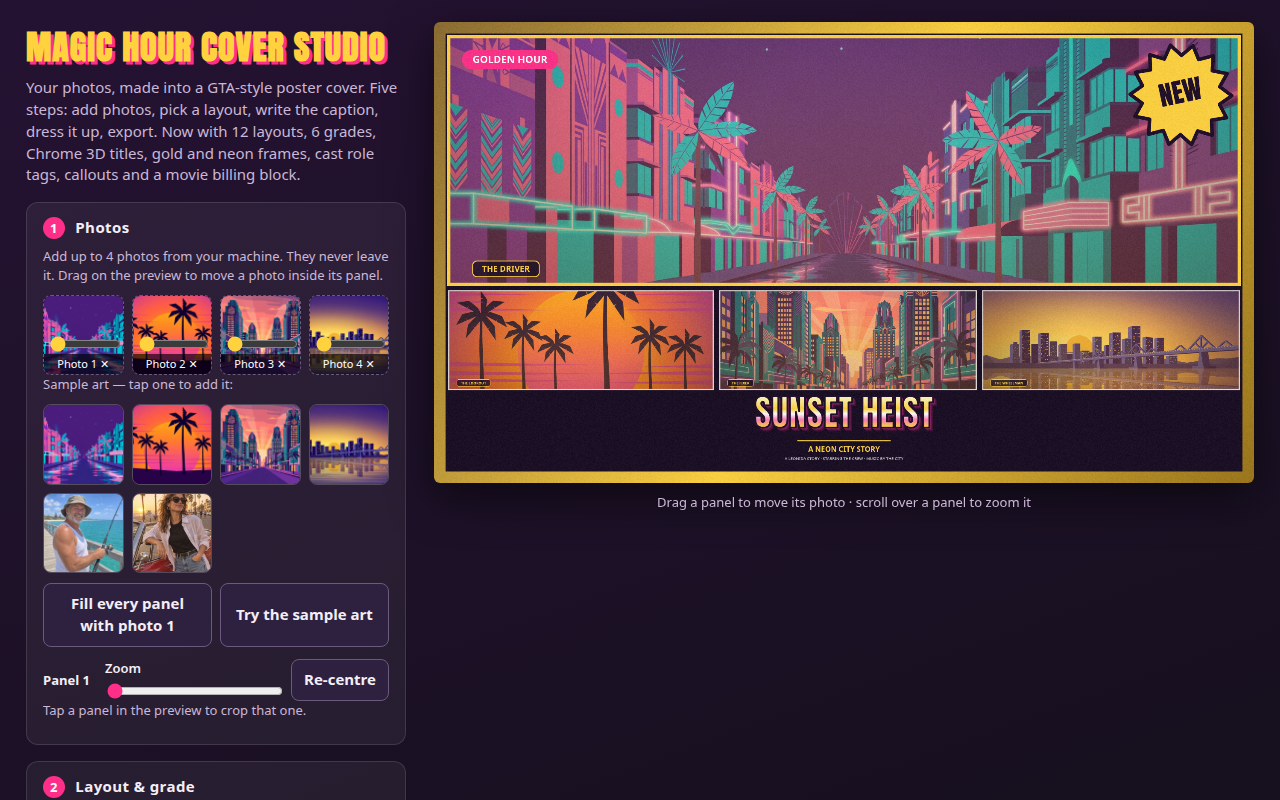 MAGIC HOUR COVER STUDIO
Your photos, made into a GTA-style poster cover. Five
steps: add photos, pick a layout, write the caption,
dress it up, export. Now with 12 layouts, 6 grades,
Chrome 3D titles, gold and neon frames, cast role
tags, callouts and a movie billing block.
1 Photos
Add up to 4 photos from your machine. They never leave
it. Drag on the preview to move a photo inside its panel.
Photo 1 ✕
Photo 2 ✕
Photo 3 ✕
Photo 4 ✕
Sample art — tap one to add it:
Fill every panel
with photo 1
Try the sample art
Panel 1
Zoom
Re-centre
Tap a panel in the preview to crop that one.
2 Layout & grade
GOLDEN HOUR
NEW
THE DRIVER
SUNSET HEIST
A NEON CITY STORY
Drag a panel to move its photo · scroll over a panel to zoom it